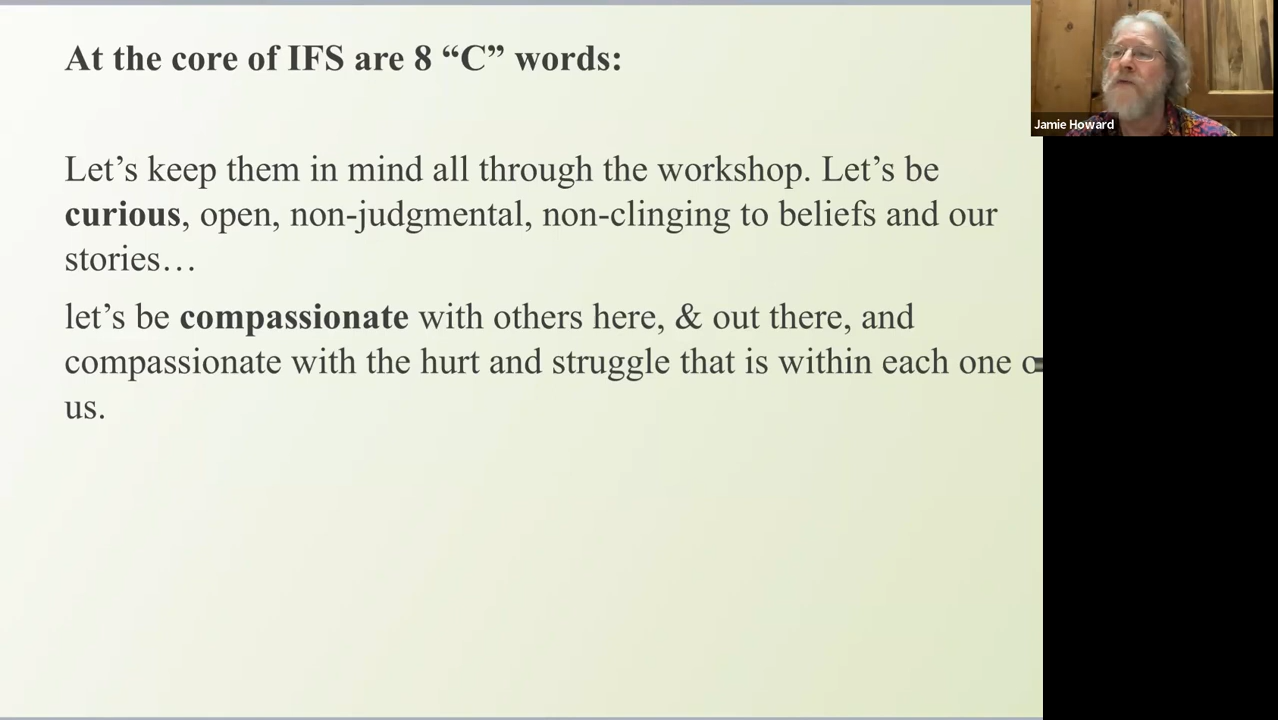 At the core of IFS are 8 “C” words:
Let’s keep them in mind all through the workshop. Let’s be
curious, open, non-judgmental, non-clinging to beliefs and our
stories…
let’s be compassionate with others here, & out there, and
compassionate with the hurt and struggle that is within each one
us.
Jamie Howard